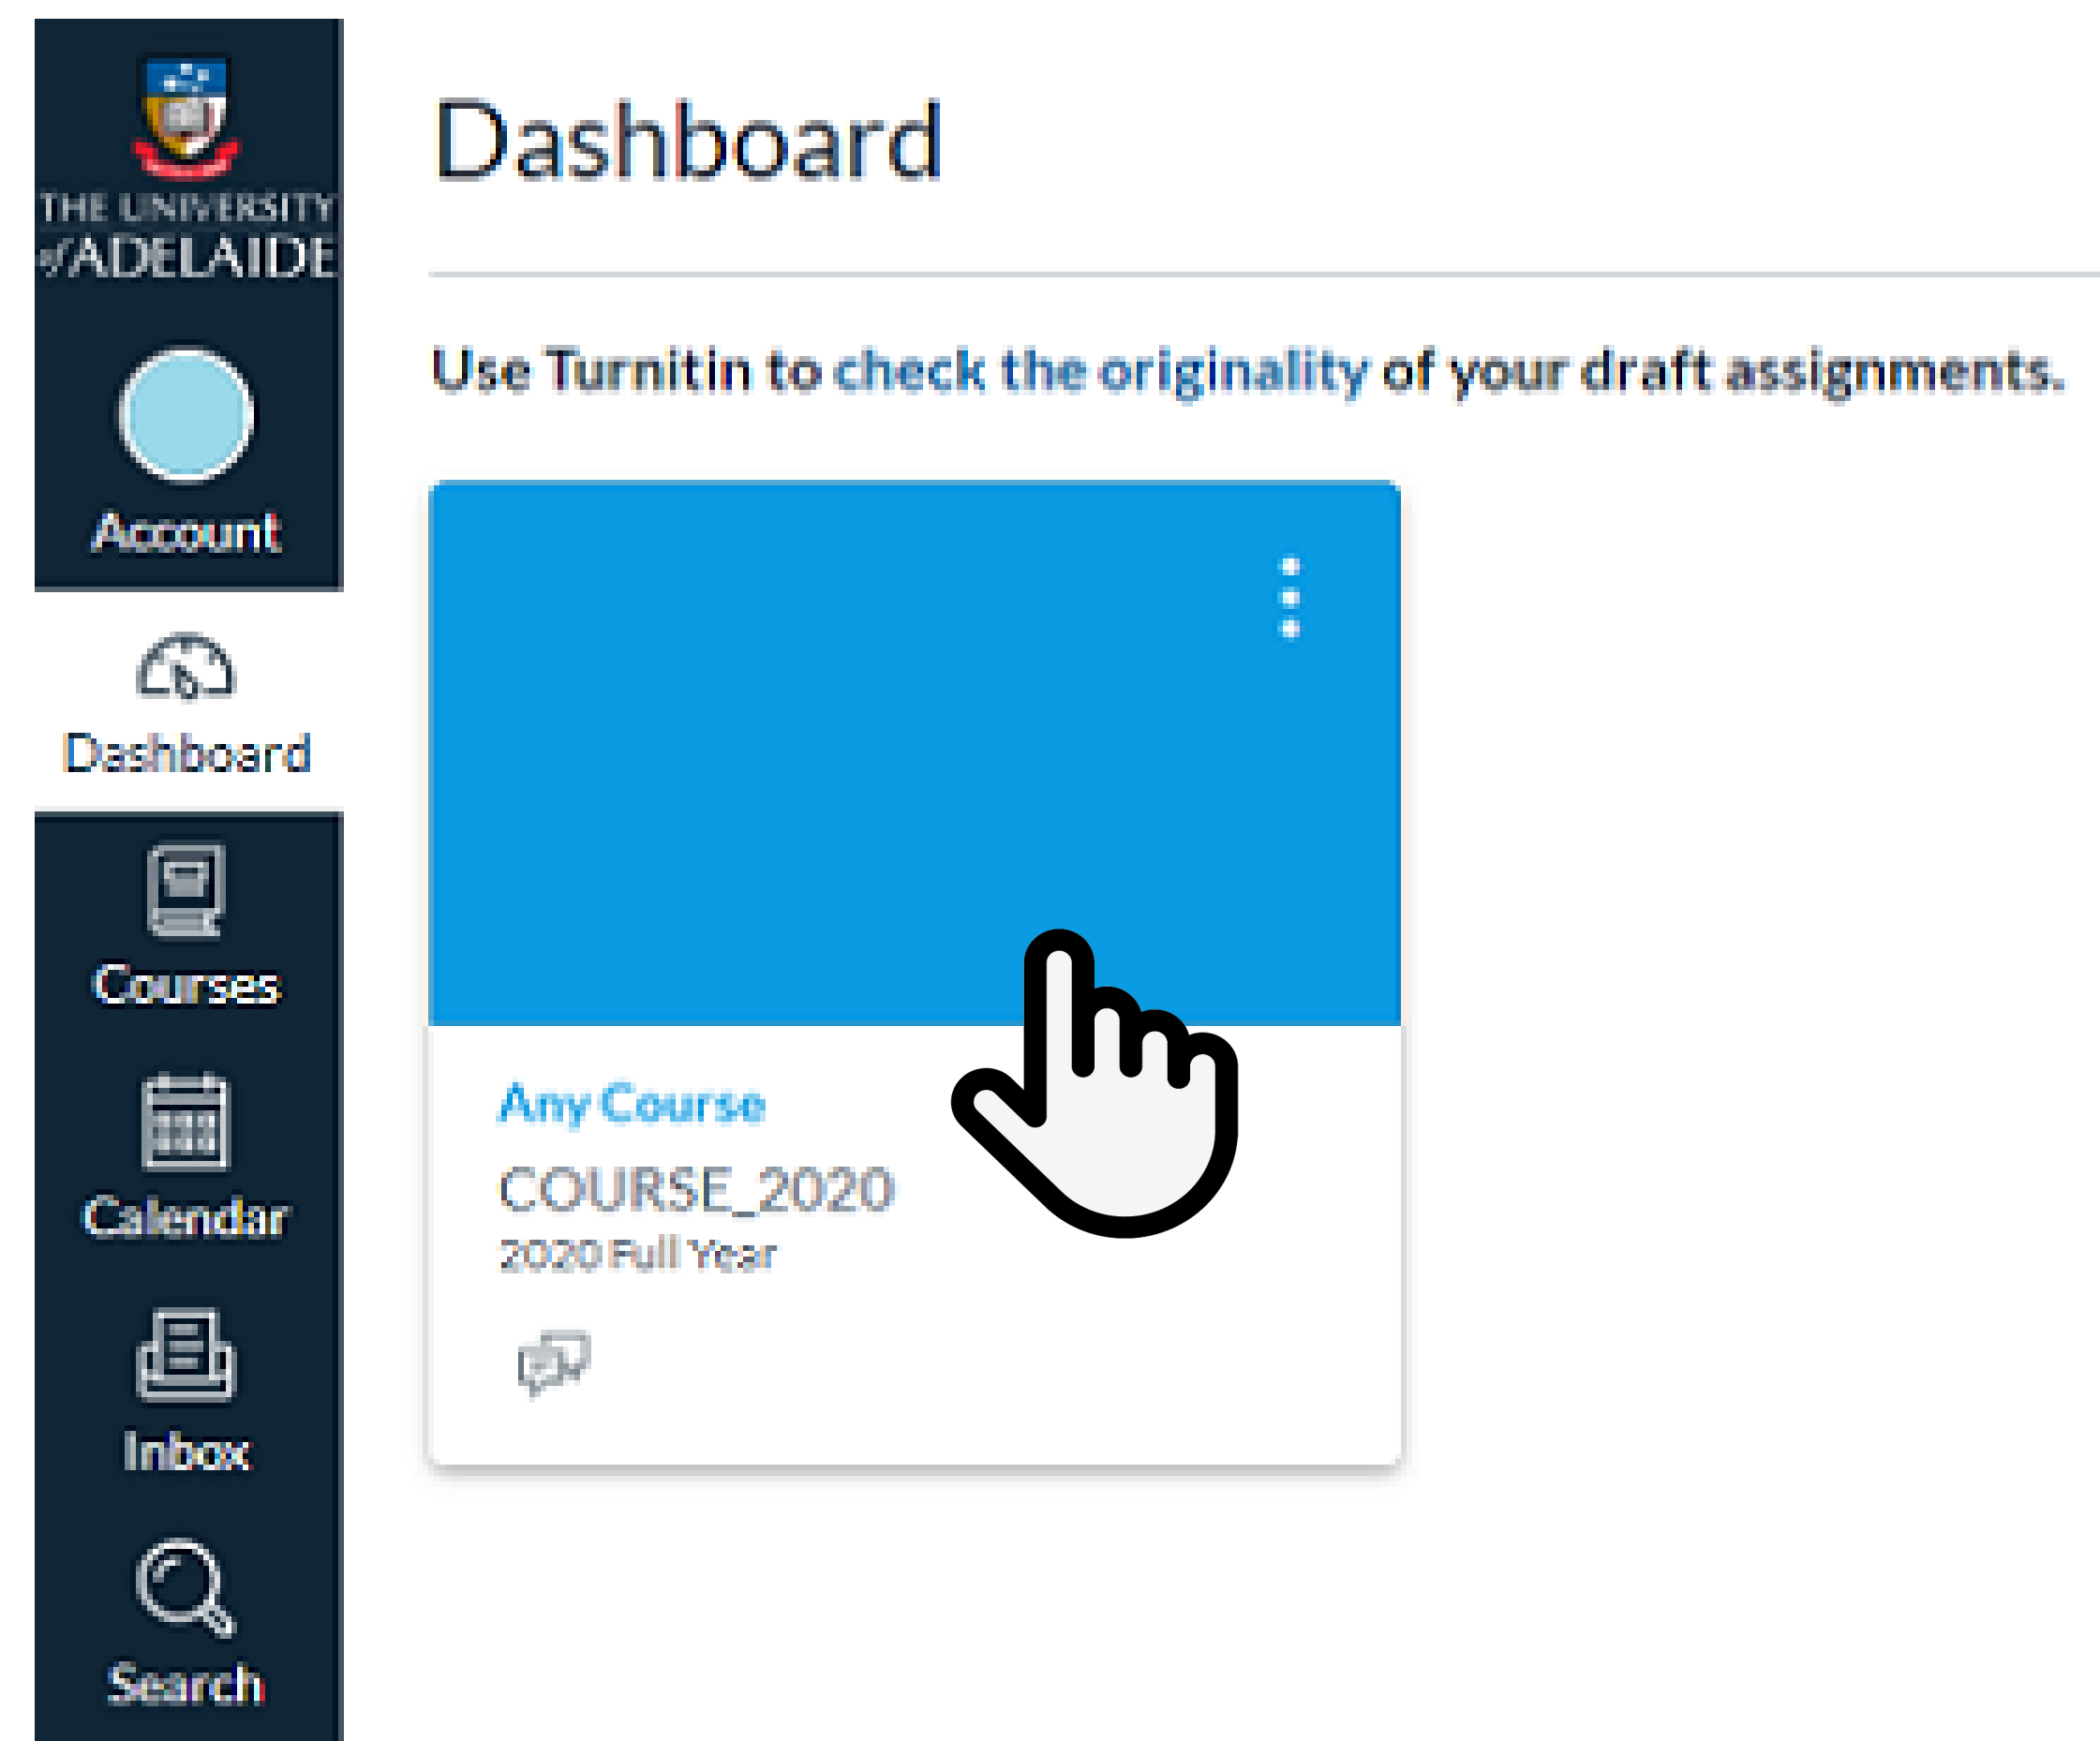 THE UNIVERSITY
of ADELAIDE
Account
Dashboard
Courses
Calendar
Inbox
Search
Dashboard
Use Turnitin to check the originality of your draft assignments.
Any Course
COURSE_2020
2020 Full Year